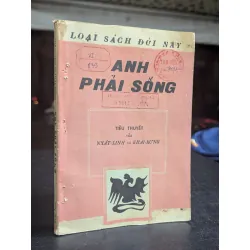 LOẠI SÁCH ĐỜI NAY
ANH
PHẢI SỐNG
TIỂU THUYẾT
của
NHẤT-LINH và KHÁI-HƯNG